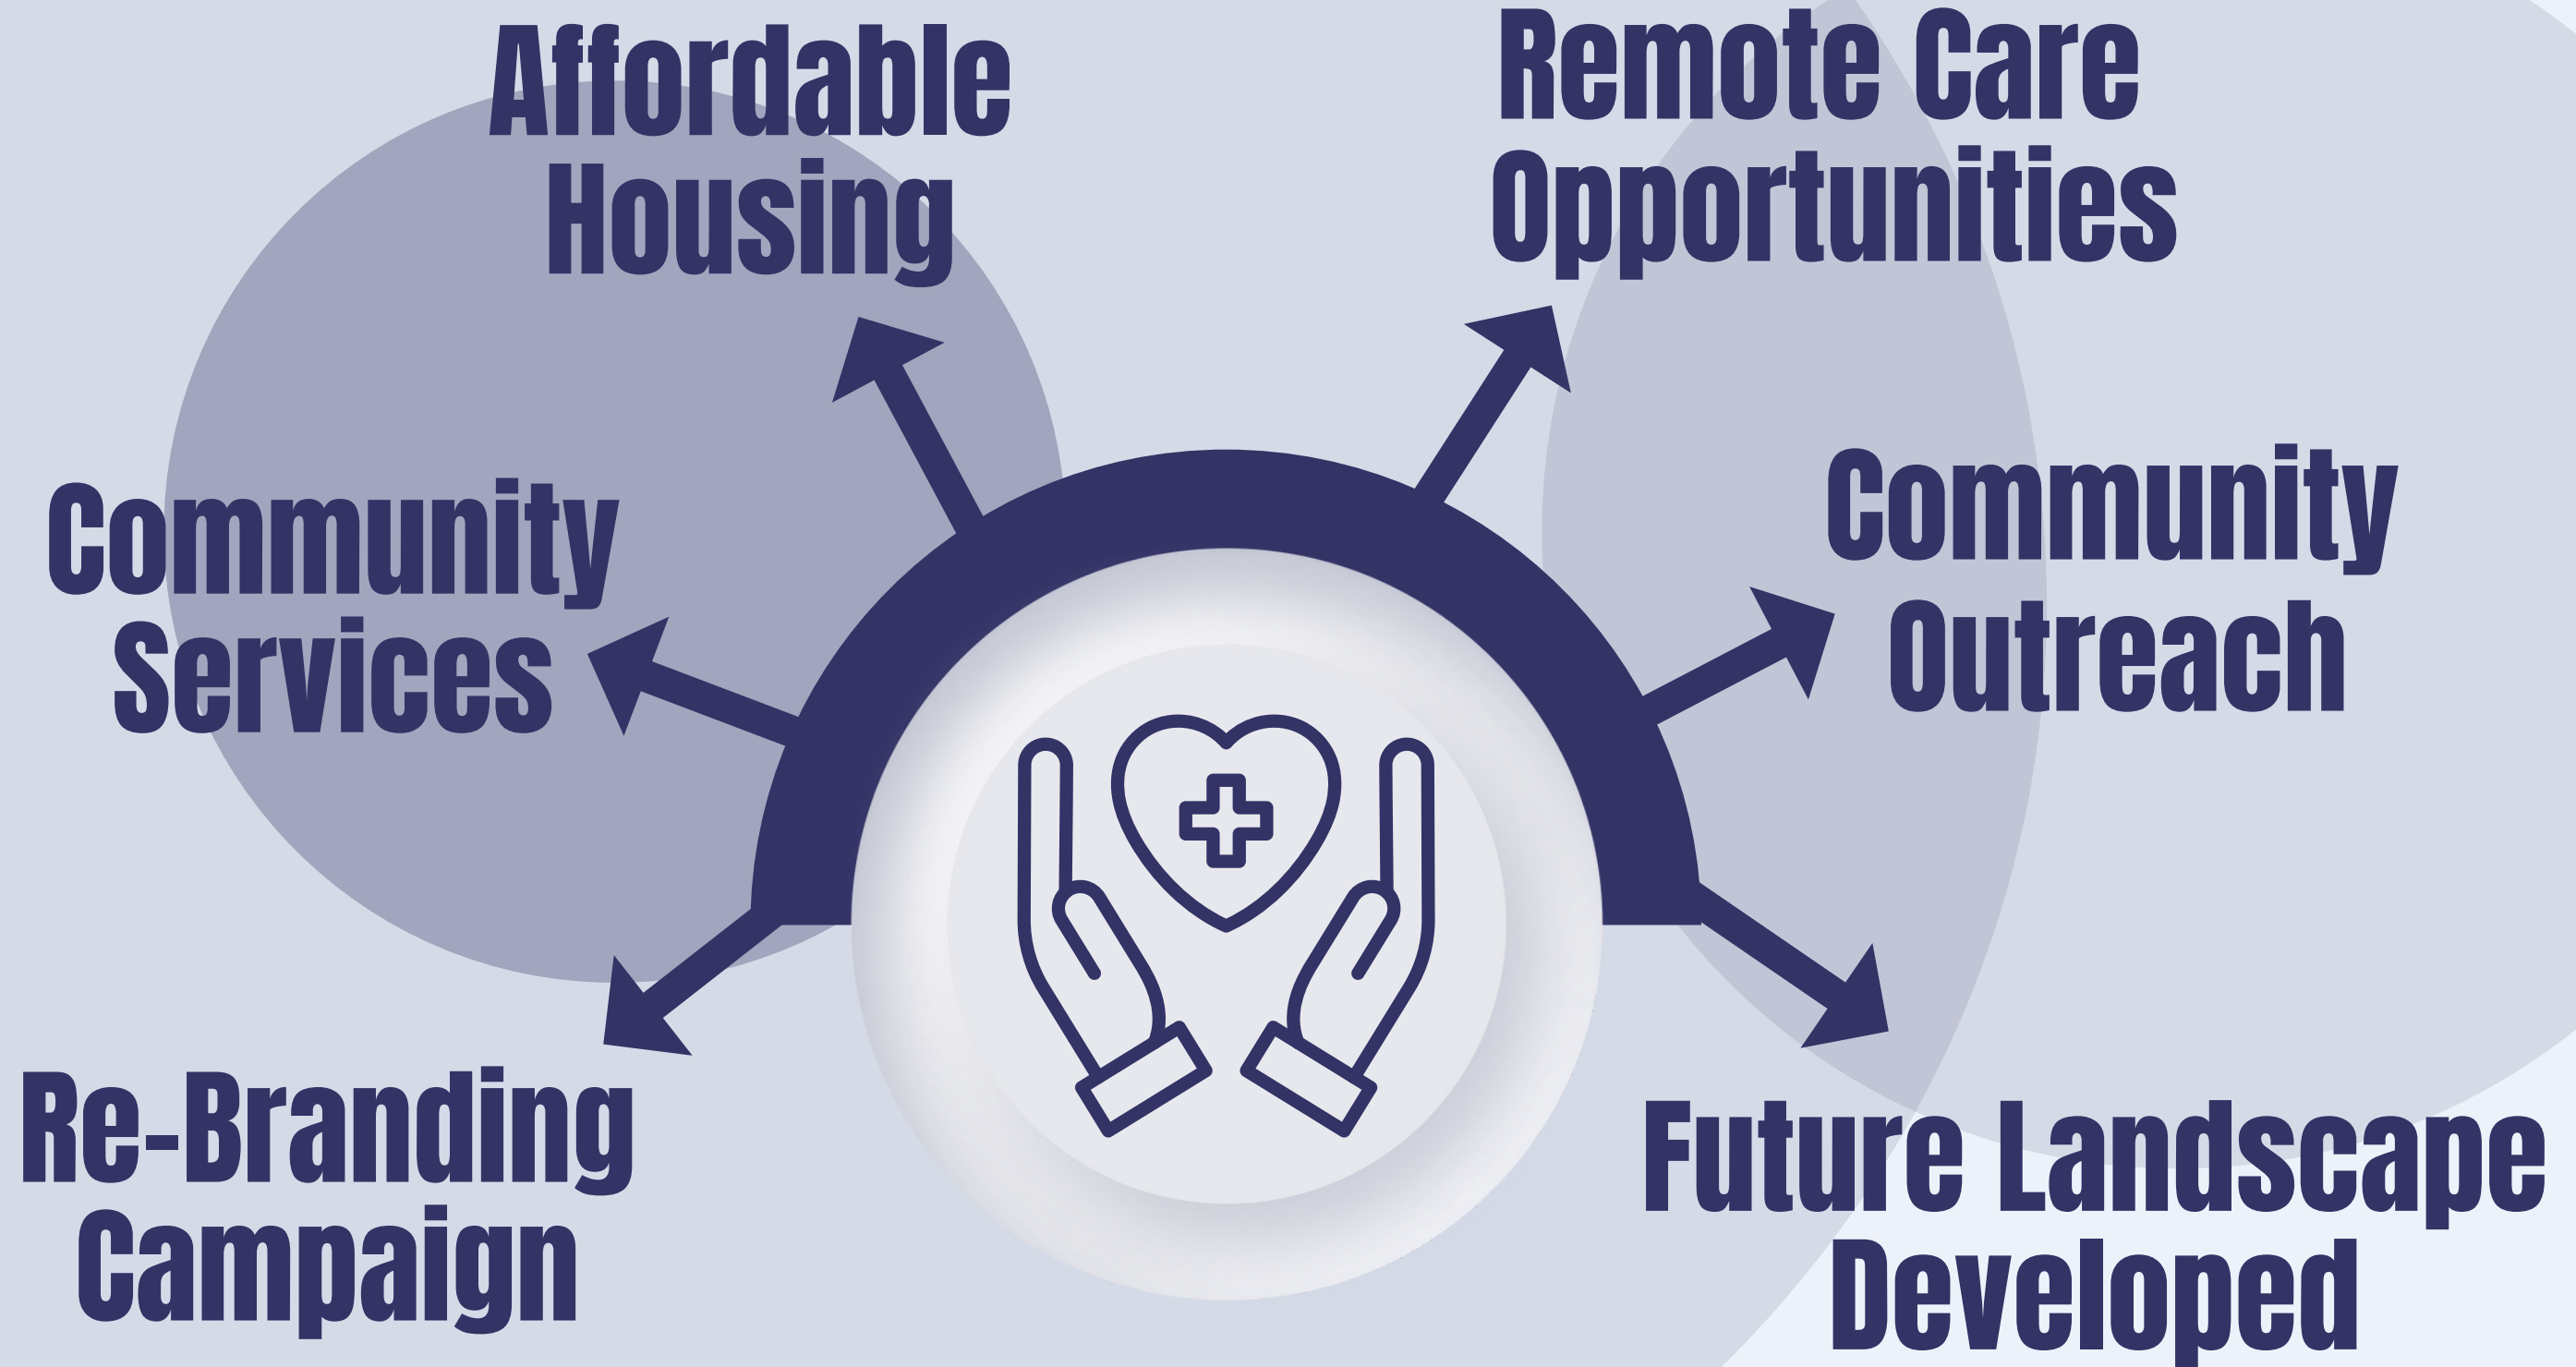 Affordable
Housing
Remote Care
Opportunities
Community
Services
Community
Outreach
Re-Branding
Campaign
Future Landscape
Developed